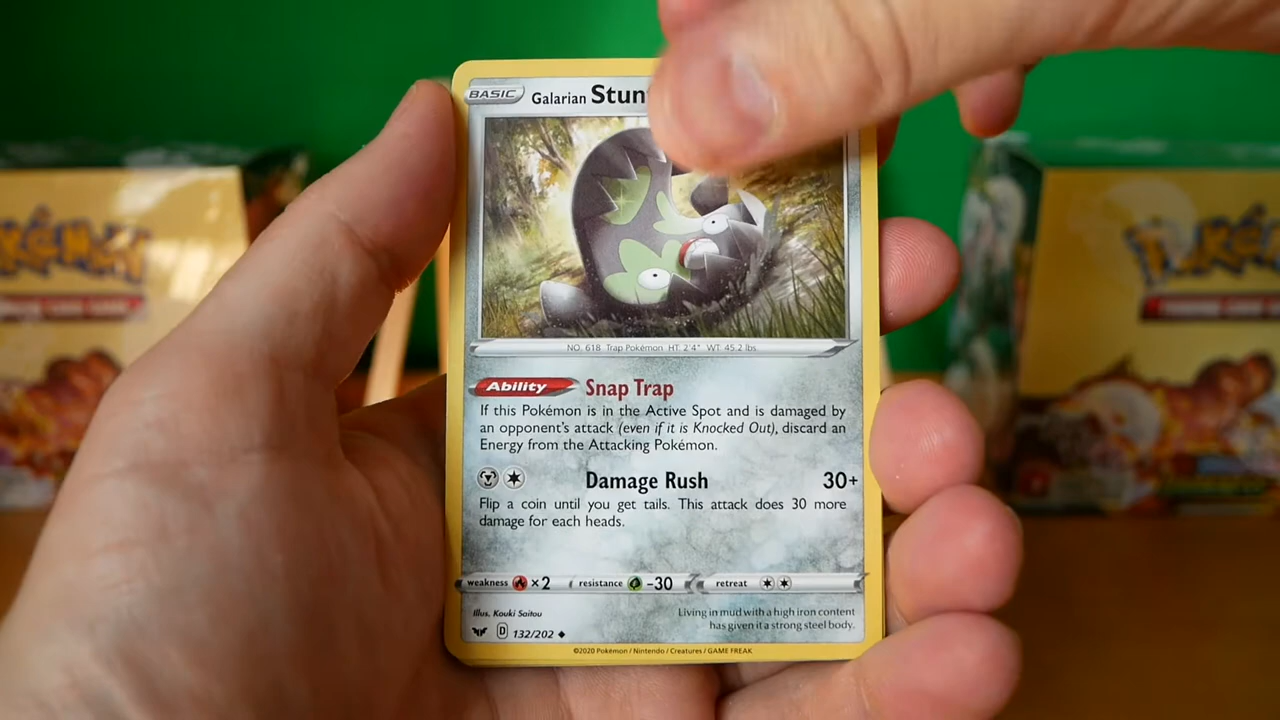 BASIC
Galarian Stun
NO. 618 Trap Pokémon HT: 2'4" WT: 45.2 lbs.
Ability Snap Trap
If this Pokémon is in the Active Spot and is damaged by
an opponent's attack (even if it is Knocked Out), discard an
Energy from the Attacking Pokémon.
Damage Rush 30+
Flip a coin until you get tails. This attack does 30 more
damage for each heads.
weakness ×2 resistance -30 retreat
Illus. Kouki Saitou
Living in mud with a high iron content
has given it a strong steel body.
D 132/202
©2020 Pokémon / Nintendo / Creatures / GAME FREAK